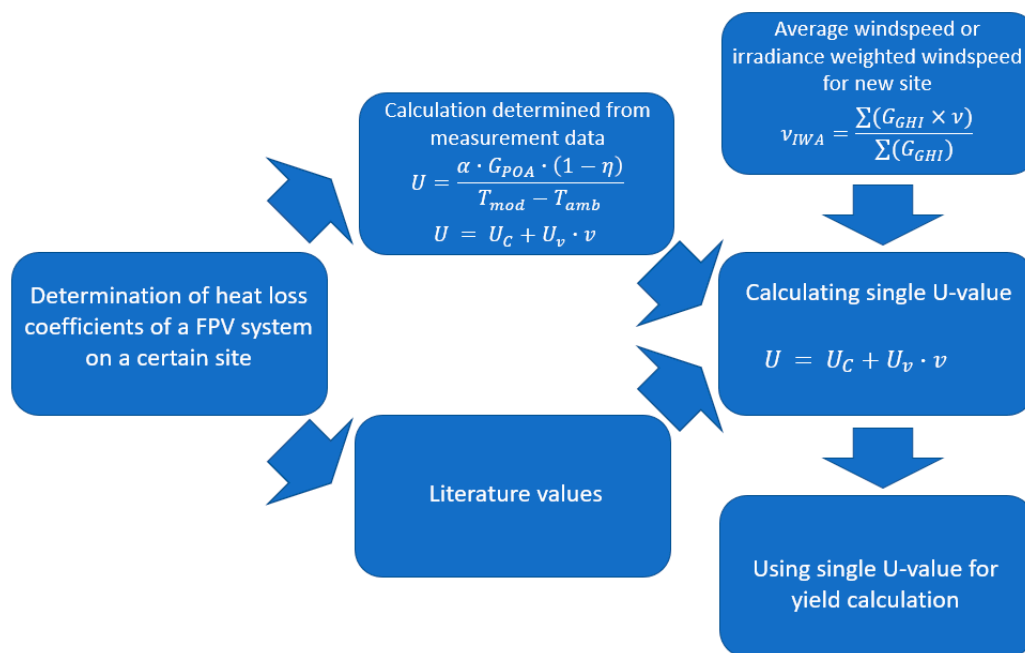 Determination of heat loss
coefficients of a FPV system
on a certain site
Calculation determined from
measurement data
U = α · G_POA · (1 − η) / T_mod − T_amb
U = U_C + U_v · v
Literature values
Average windspeed or
irradiance weighted windspeed
for new site
v_IWA = ∑(G_GHI × v) / ∑(G_GHI)
Calculating single U-value
U = U_C + U_v · v
Using single U-value for
yield calculation